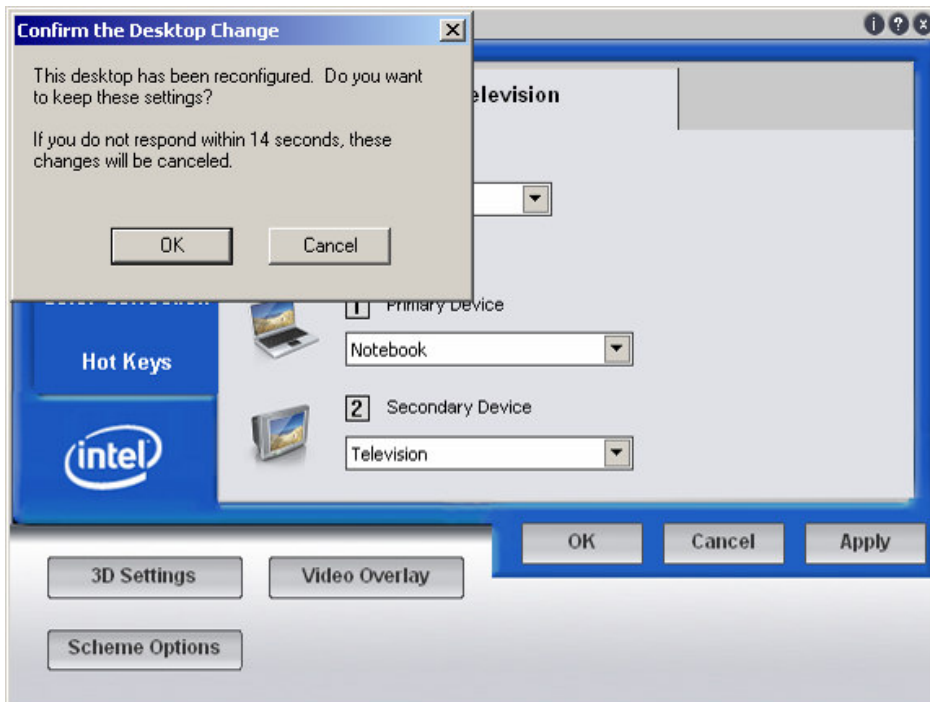 Confirm the Desktop Change
This desktop has been reconfigured. Do you want
to keep these settings?
If you do not respond within 14 seconds, these
changes will be canceled.
OK
Cancel
1 Primary Device
Notebook
Hot Keys
2 Secondary Device
Television
intel
OK
Cancel
Apply
3D Settings
Video Overlay
Scheme Options